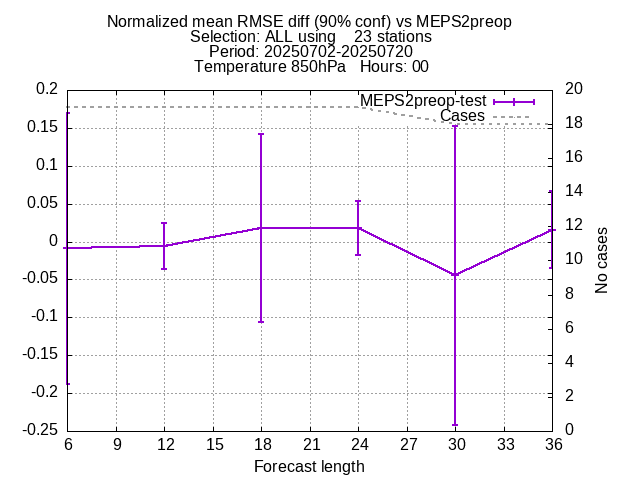 Normalized mean RMSE diff (90% conf) vs MEPS2preop
Selection: ALL using    23 stations
Period: 20250702-20250720
Temperature 850hPa   Hours: 00
MEPS2preop-test
Cases
0.2
0.15
0.1
0.05
0
-0.05
-0.1
-0.15
-0.2
-0.25
20
18
16
14
12
10
8
6
4
2
0
No cases
6 9 12 15 18 21 24 27 30 33 36
Forecast length